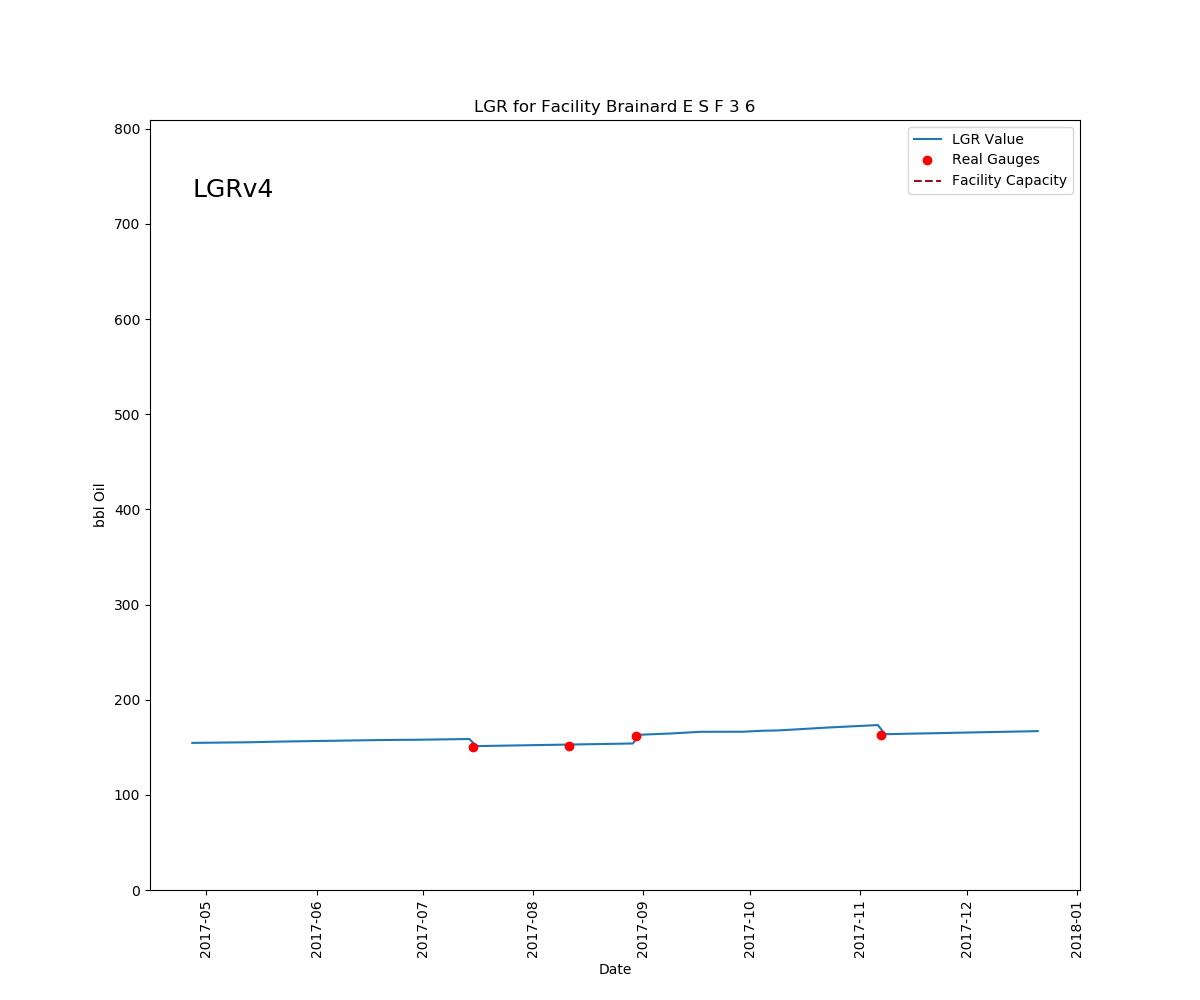 LGR for Facility Brainard E S F 3 6
LGRv4
LGR Value
Real Gauges
Facility Capacity
bbl Oil
800
700
600
500
400
300
200
100
0
2017-05
2017-06
2017-07
2017-08
2017-09
2017-10
2017-11
2017-12
2018-01
Date